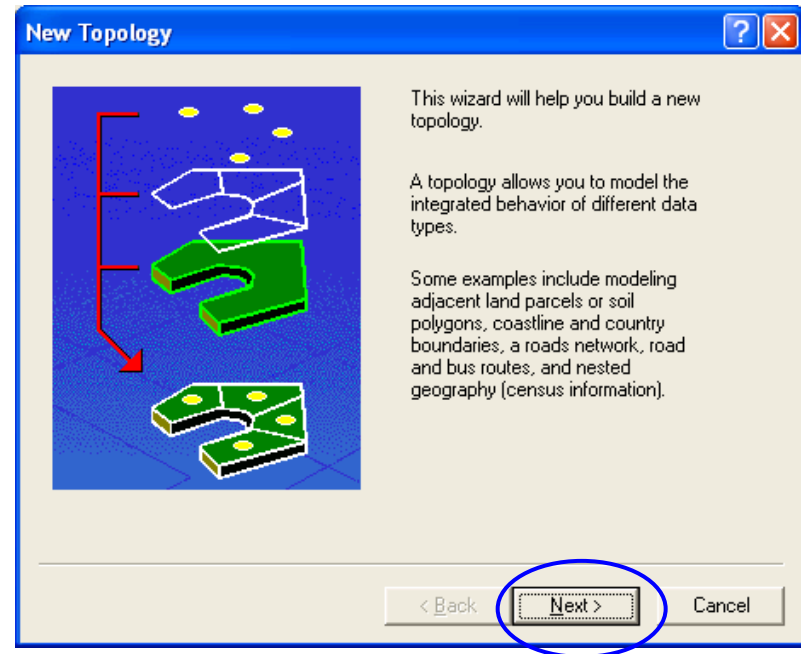 New Topology
This wizard will help you build a new
topology.
A topology allows you to model the
integrated behavior of different data
types.
Some examples include modeling
adjacent land parcels or soil
polygons, coastline and country
boundaries, a roads network, road
and bus routes, and nested
geography (census information).
< Back
Next >
Cancel